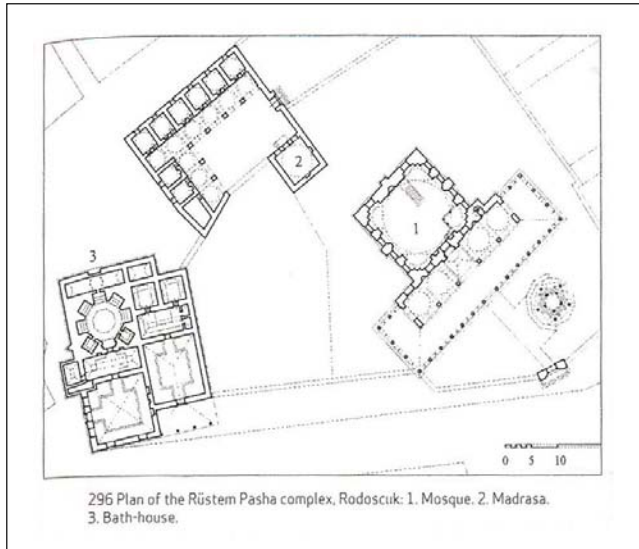 2
1
3
0 5 10
296 Plan of the Rüstem Pasha complex, Rodoscuk: 1. Mosque. 2. Madrasa.
3. Bath-house.